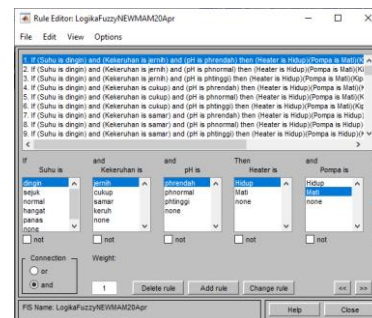 Rule Editor: LogikaFuzzyNEWMAM20Apr
File Edit View Options
1. If (Suhu is dingin) and (Kekeruhan is jernih) and (pH is phrendah) then (Heater is Hidup)(Pompa is Mati)(K
2. If (Suhu is dingin) and (Kekeruhan is jernih) and (pH is phnormal) then (Heater is Hidup)(Pompa is Mati)(Ki
3. If (Suhu is dingin) and (Kekeruhan is jernih) and (pH is phtinggi) then (Heater is Hidup)(Pompa is Mati)(Kip
4. If (Suhu is dingin) and (Kekeruhan is cukup) and (pH is phrendah) then (Heater is Hidup)(Pompa is Mati)(K
5. If (Suhu is dingin) and (Kekeruhan is cukup) and (pH is phnormal) then (Heater is Hidup)(Pompa is Mati)(K
6. If (Suhu is dingin) and (Kekeruhan is cukup) and (pH is phtinggi) then (Heater is Hidup)(Pompa is Mati)(Ki
7. If (Suhu is dingin) and (Kekeruhan is samar) and (pH is phrendah) then (Heater is Hidup)(Pompa is Hidup)(
8. If (Suhu is dingin) and (Kekeruhan is samar) and (pH is phnormal) then (Heater is Hidup)(Pompa is Hidup)(
9. If (Suhu is dingin) and (Kekeruhan is samar) and (pH is phtinggi) then (Heater is Hidup)(Pompa is Hidup)(K
If and and Then and
Suhu is Kekeruhan is pH is Heater is Pompa is
dingin jernih phrendah Hidup Hidup
sejuk cukup phnormal Mati Mati
normal samar phtinggi none none
hangat keruh none
panas none
none
not not not not not
Connection Weight:
or
and 1 Delete rule Add rule Change rule << >>
FIS Name: LogikaFuzzyNEWMAM20Apr Help Close